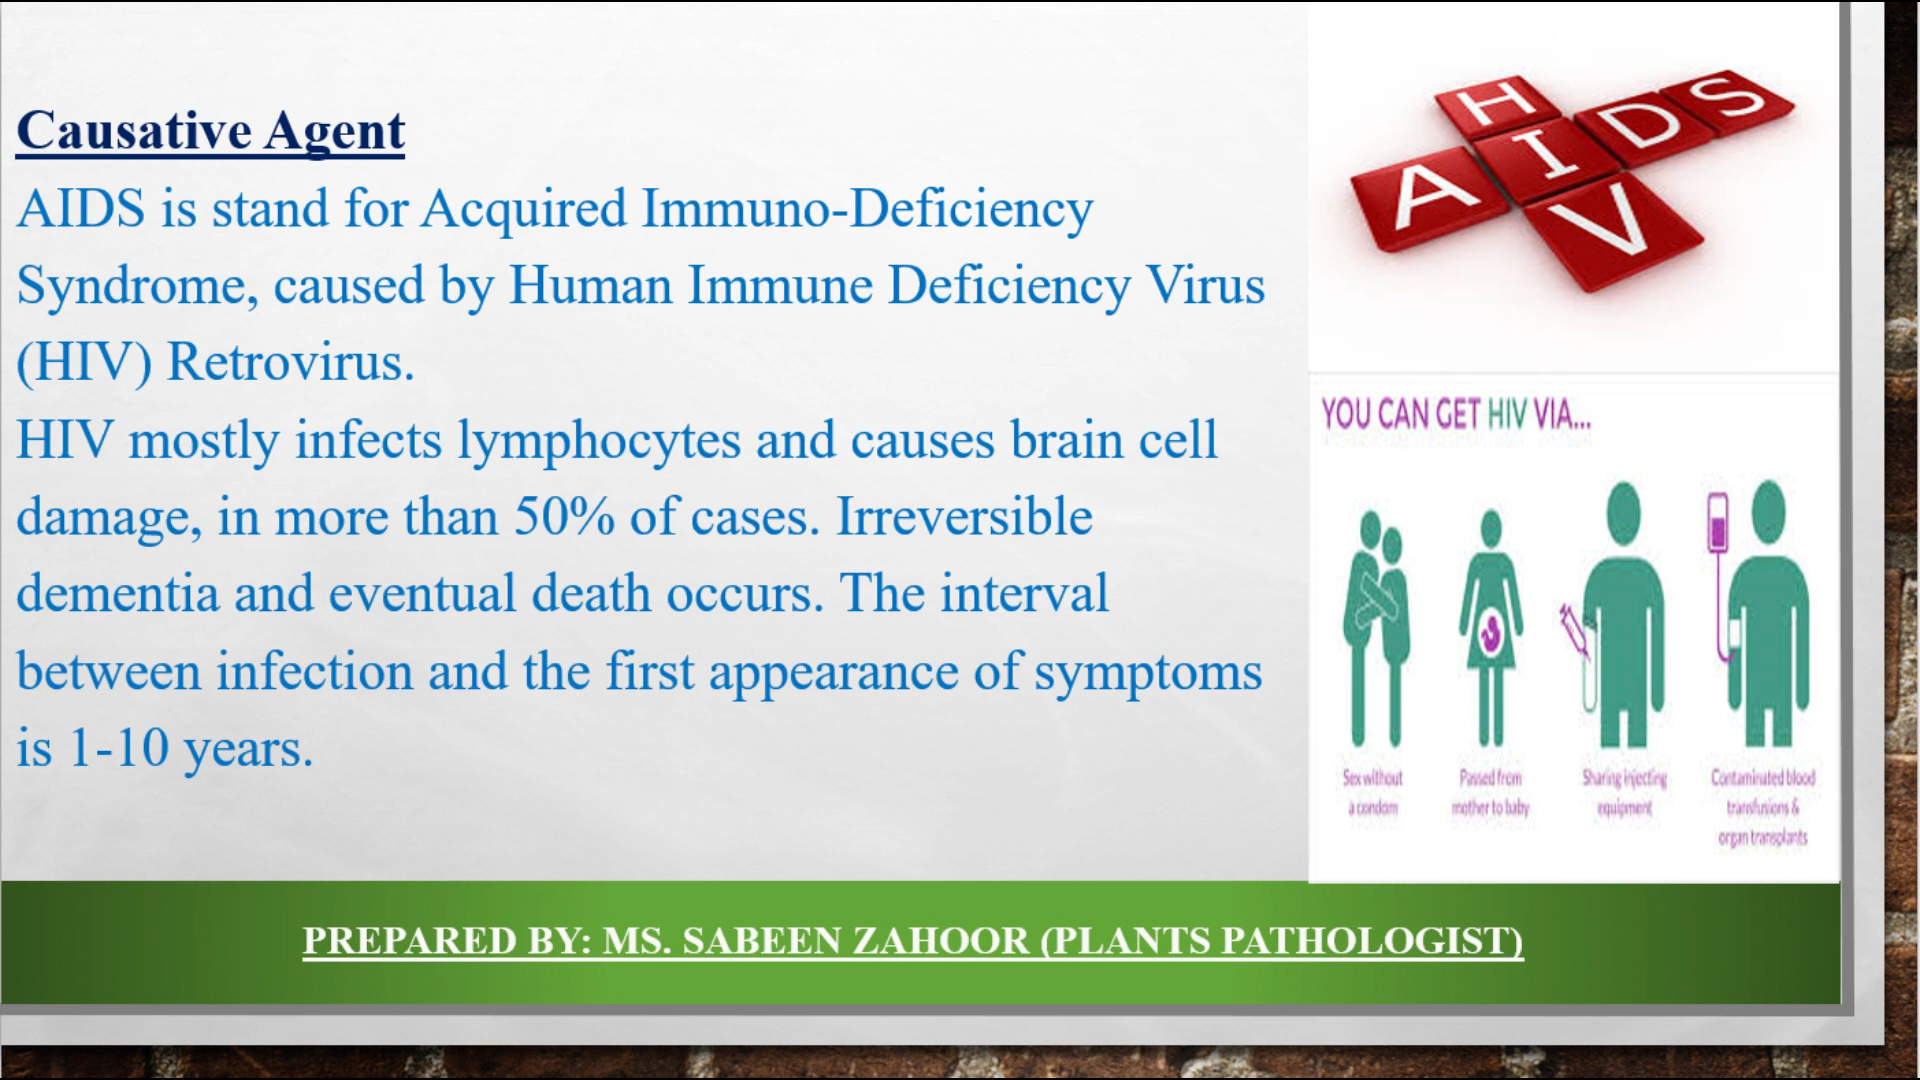 Causative Agent
AIDS is stand for Acquired Immuno-Deficiency
Syndrome, caused by Human Immune Deficiency Virus
(HIV) Retrovirus.
HIV mostly infects lymphocytes and causes brain cell
damage, in more than 50% of cases. Irreversible
dementia and eventual death occurs. The interval
between infection and the first appearance of symptoms
is 1-10 years.
H
AIDS
V
YOU CAN GET HIV VIA...
Sex without
a condom
Passed from
mother to baby
Sharing injecting
equipment
Contaminated blood
transfusions &
organ transplants
PREPARED BY: MS. SABEEN ZAHOOR (PLANTS PATHOLOGIST)